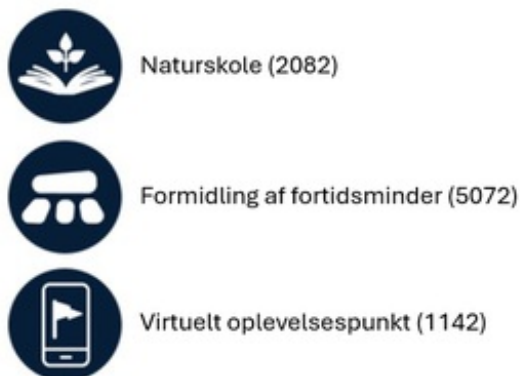 Naturskole (2082)
Formidling af fortidsminder (5072)
Virtuelt oplevelsespunkt (1142)